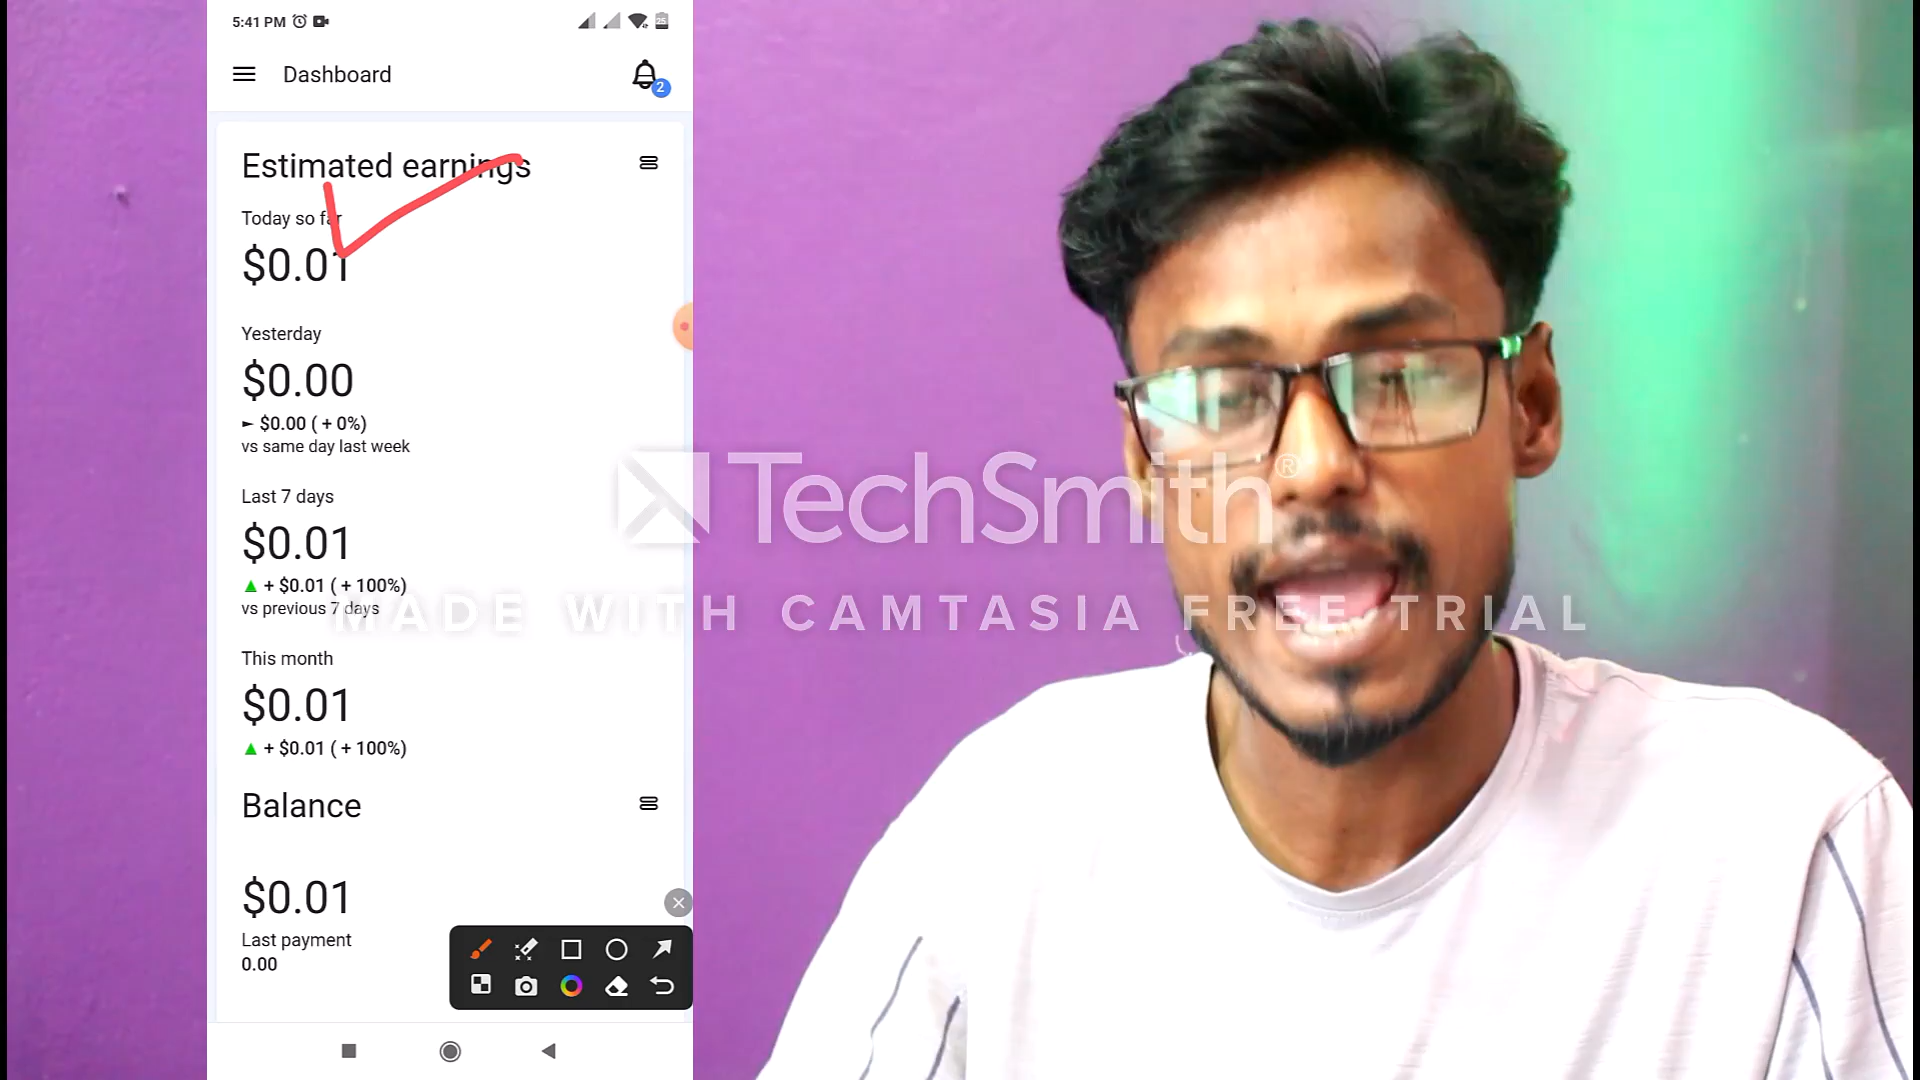 5:41 PM
25
Dashboard
2
Estimated earnings
Today so far
$0.01
Yesterday
$0.00
► $0.00 ( + 0%)
vs same day last week
Last 7 days
$0.01
▲ + $0.01 ( + 100%)
vs previous 7 days
This month
$0.01
▲ + $0.01 ( + 100%)
Balance
$0.01
Last payment
0.00
TechSmith®
MADE WITH CAMTASIA FREE TRIAL